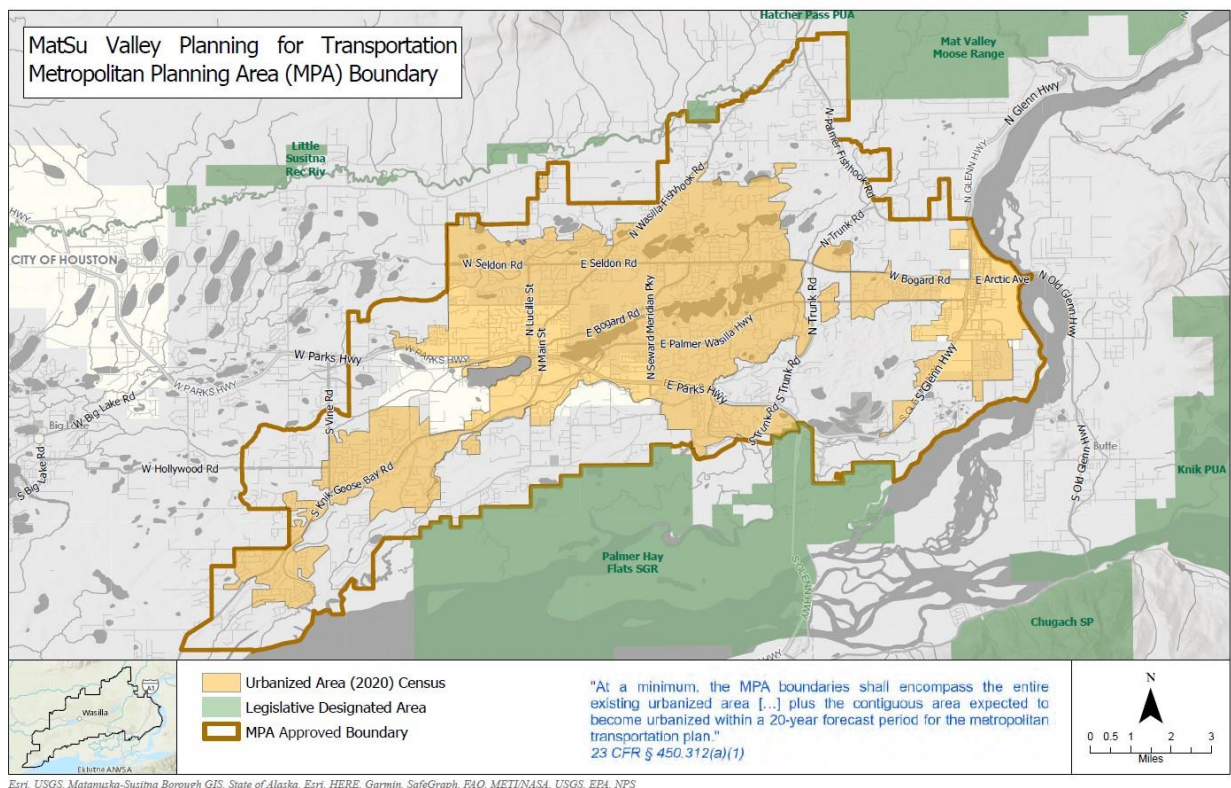 MatSu Valley Planning for Transportation
Metropolitan Planning Area (MPA) Boundary
Hatcher Pass PUA
Mat Valley
Moose Range
N Glenn Hwy
N GLENN HWY
N Palmer Fishhook Rd
Little
Susitna
Rec Riv
HWY
CITY OF HOUSTON
N Wasilla Fishhook Rd
N Trunk Rd
W Seldon Rd
E Seldon Rd
W Bogard Rd
E Arctic Ave
N Old Glenn Hwy
N Lucille St
N Main St
E Bogard Rd
N Seward Meridian Pky
E Palmer Wasilla Hwy
N Trunk Rd
W Parks Hwy
W PARKS HWY
W PARKS HWY
E Parks Hwy
S Trunk Rd
S Trunk Rd
S Glenn Hwy
W Big Lake Rd
Big Lake
S Big Lake Rd
S Vine Rd
W Hollywood Rd
S Knik Goose Bay Rd
Butte
S Old Glenn Hwy
Knik PUA
Palmer Hay
Flats SGR
S GLENN HWY
Chugach SP
Wasilla
A1
Eklutna ANVSA
Urbanized Area (2020) Census
Legislative Designated Area
MPA Approved Boundary
"At a minimum, the MPA boundaries shall encompass the entire
existing urbanized area [...] plus the contiguous area expected to
become urbanized within a 20-year forecast period for the metropolitan
transportation plan."
23 CFR § 450.312(a)(1)
N
0 0.5 1 2 3
Miles
Esri, USGS, Matanuska-Susitna Borough GIS, State of Alaska, Esri, HERE, Garmin, SafeGraph, FAO, METI/NASA, USGS, EPA, NPS